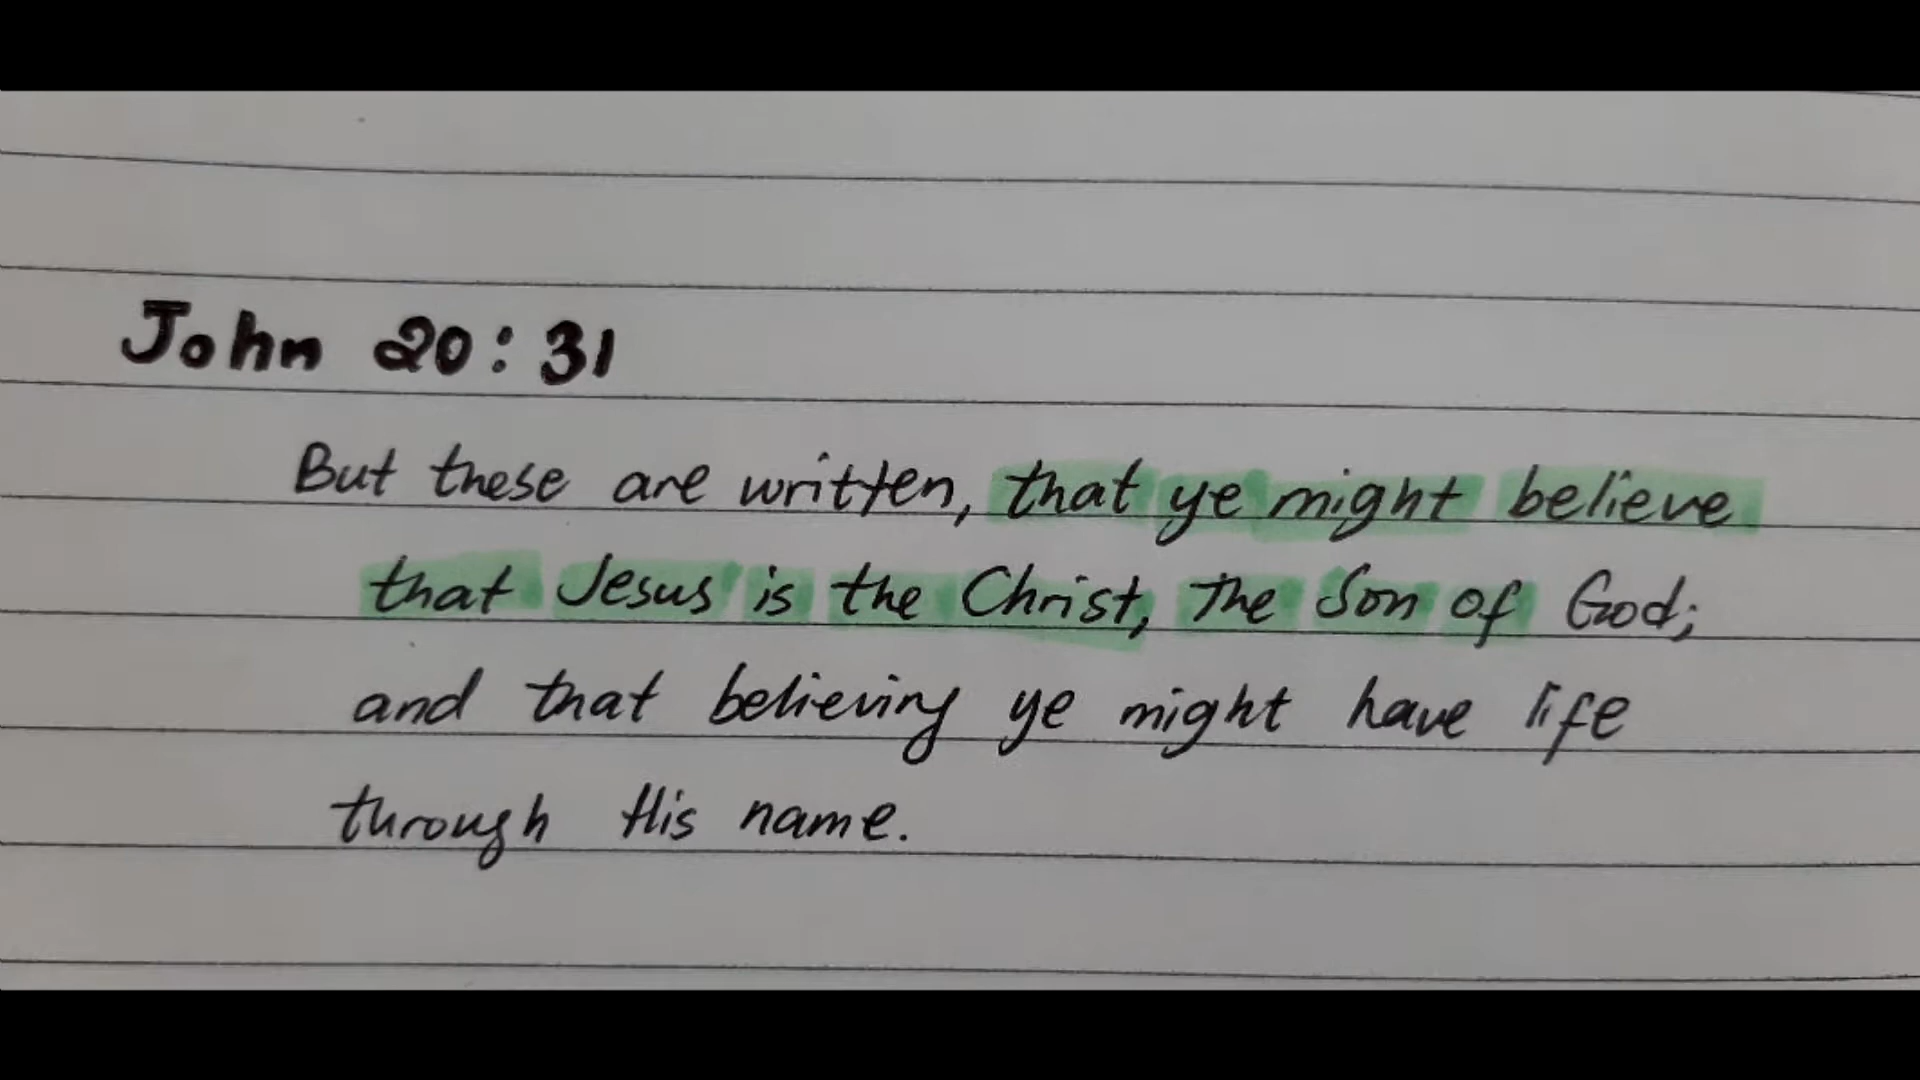 John 20:31
But these are written, that ye might believe
that Jesus is the Christ, the Son of God;
and that believing ye might have life
through His name.